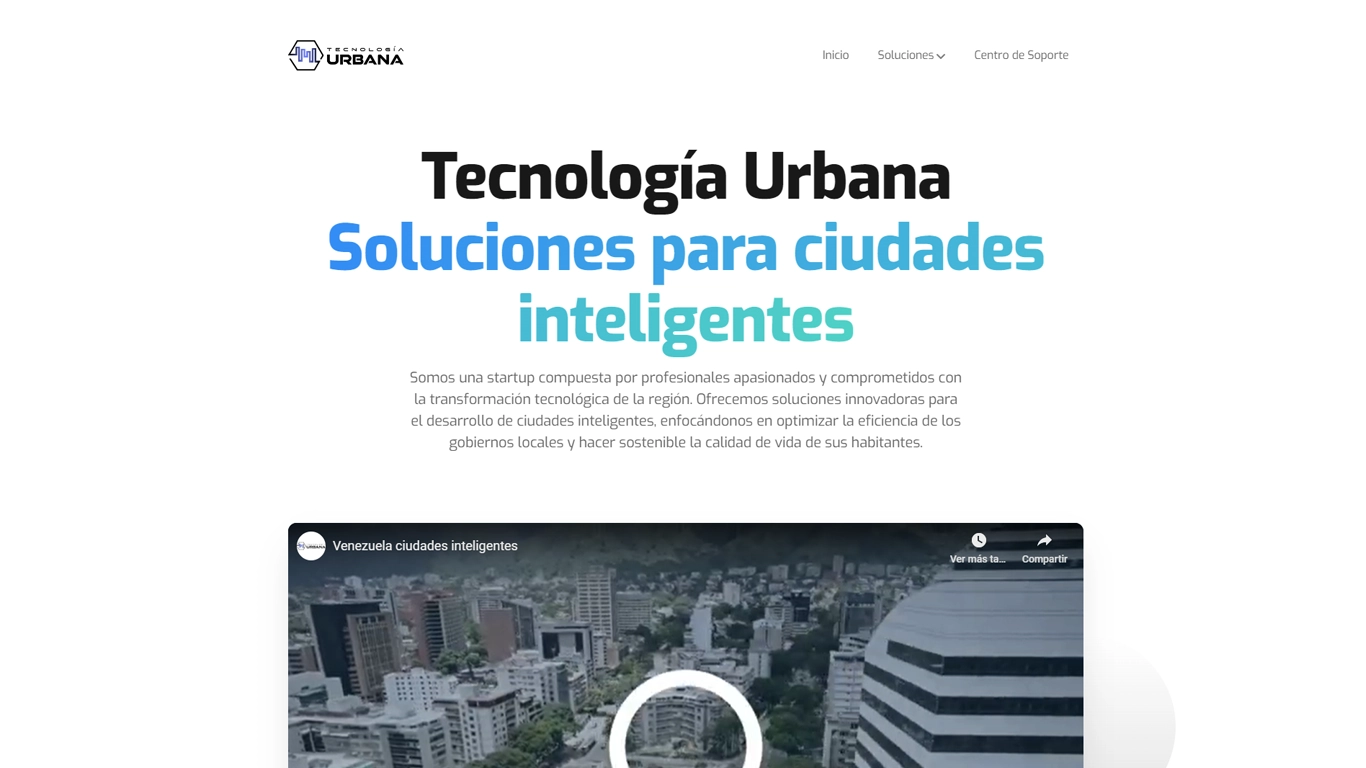 TECNOLOGÍA
URBANA
Inicio
Soluciones
Centro de Soporte
Tecnología Urbana
Soluciones para ciudades
inteligentes
Somos una startup compuesta por profesionales apasionados y comprometidos con
la transformación tecnológica de la región. Ofrecemos soluciones innovadoras para
el desarrollo de ciudades inteligentes, enfocándonos en optimizar la eficiencia de los
gobiernos locales y hacer sostenible la calidad de vida de sus habitantes.
URBANA
Venezuela ciudades inteligentes
Ver más ta...
Compartir